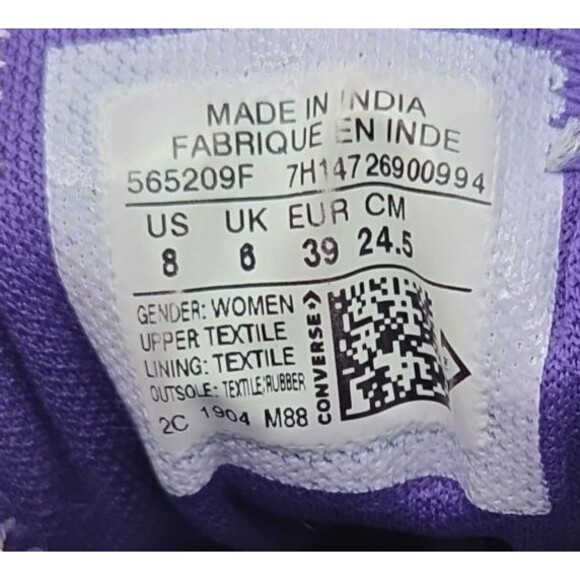 MADE IN INDIA
FABRIQUE EN INDE
565209F 7H14726900994
US UK EUR CM
8 6 39 24.5
GENDER: WOMEN
UPPER TEXTILE
LINING: TEXTILE
OUTSOLE: TEXTILE/RUBBER
2C 1904 M88
CONVERSE